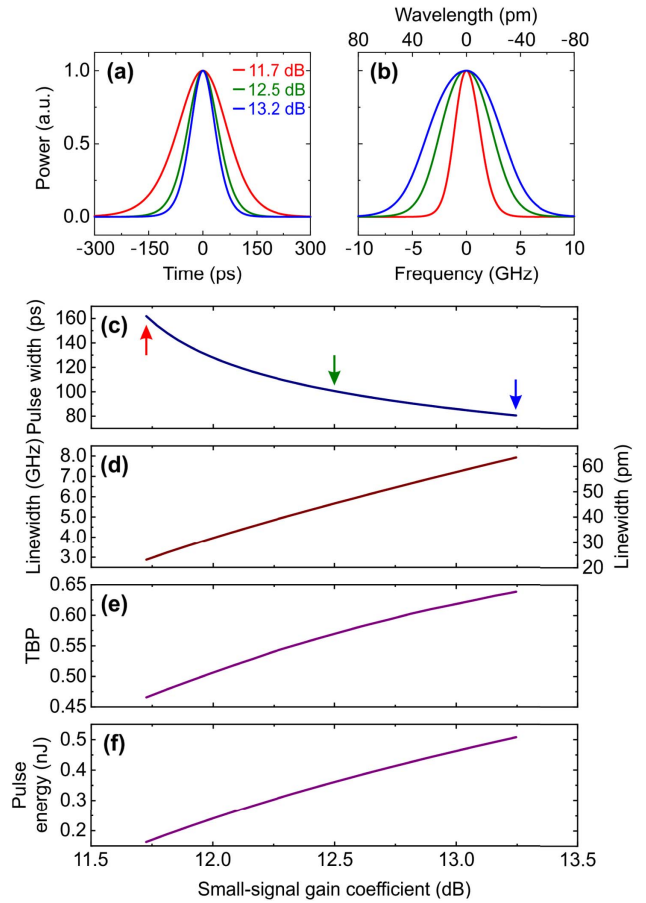 Wavelength (pm)
80 40 0 -40 -80
(a) 11.7 dB
12.5 dB
13.2 dB
(b)
Power (a.u.)
1.0
0.5
0.0
-300 -150 0 150 300
Time (ps)
-10 -5 0 5 10
Frequency (GHz)
(c)
Pulse width (ps)
160
140
120
100
80
(d)
Linewidth (GHz)
8.0
7.0
6.0
5.0
4.0
3.0
60
50
40
30
20
Linewidth (pm)
(e)
TBP
0.65
0.60
0.55
0.50
0.45
(f)
Pulse
energy (nJ)
0.5
0.4
0.3
0.2
11.5 12.0 12.5 13.0 13.5
Small-signal gain coefficient (dB)